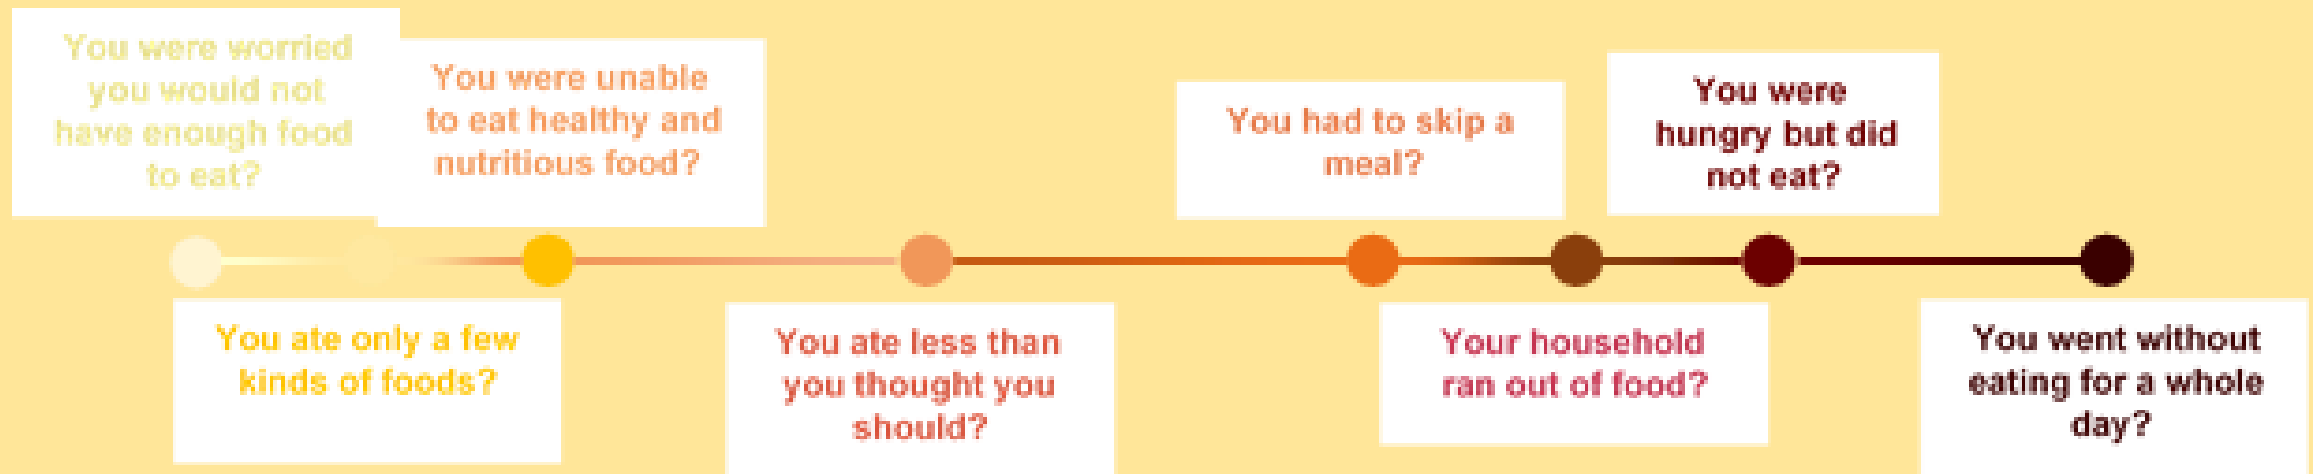 You were worried
you would not
have enough food
to eat?
You ate only a few
kinds of foods?
You were unable
to eat healthy and
nutritious food?
You ate less than
you thought you
should?
You had to skip a
meal?
Your household
ran out of food?
You were
hungry but did
not eat?
You went without
eating for a whole
day?